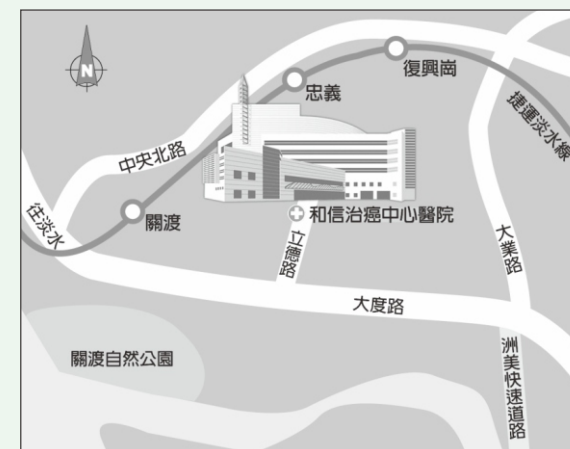 N
復興崗
忠義
捷運淡水線
中央北路
往淡水
關渡
和信治癌中心醫院
立德路
大業路
大度路
關渡自然公園
洲美快速道路